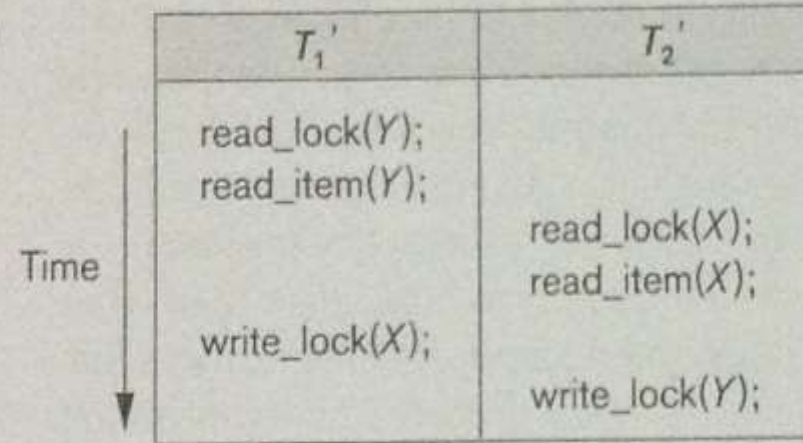 T₁' T₂'
read_lock(Y);
read_item(Y);
read_lock(X);
Time
read_item(X);
write_lock(X);
write_lock(Y);